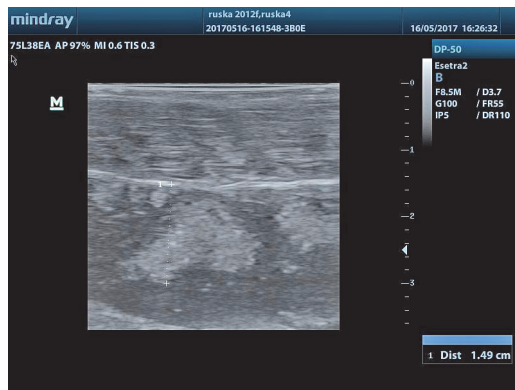 mindray
ruska 2012f,ruska4
20170516-161548-3B0E
16/05/2017 16:26:32
75L38EA AP 97% MI 0.6 TIS 0.3
DP-50
Esetra2
B
F8.5M / D3.7
G100 / FR55
IP5 / DR110
M
0
1
2
3
1
1 Dist 1.49 cm